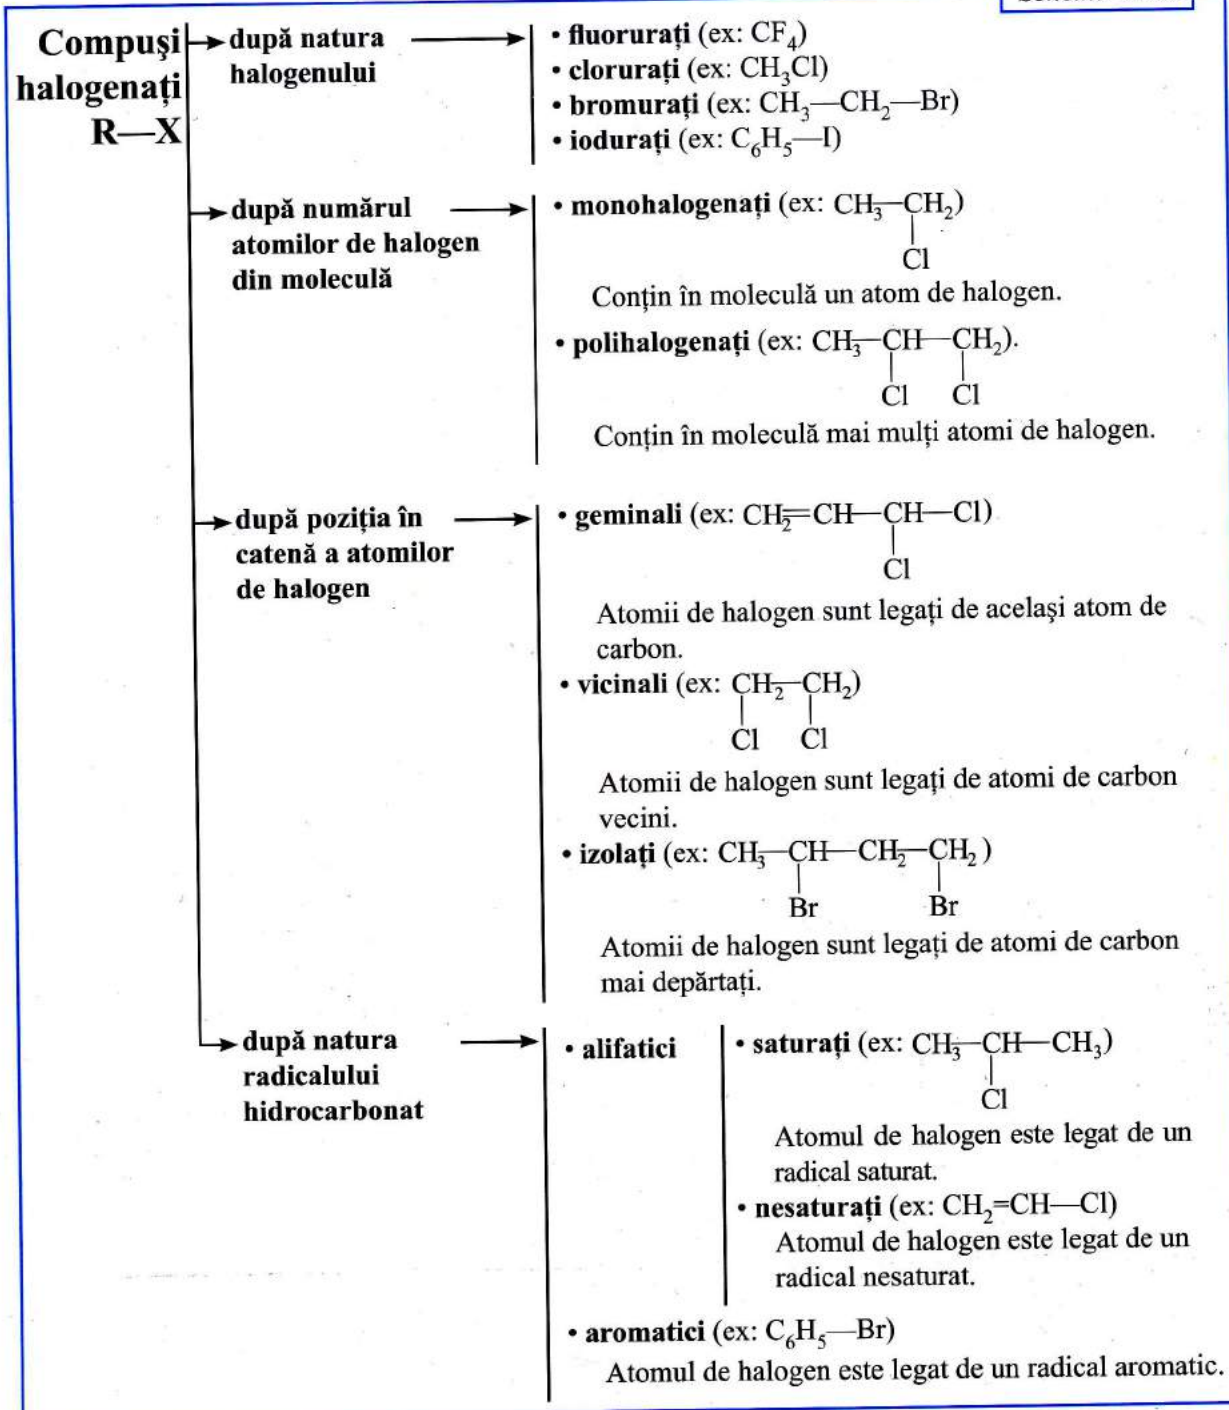 Compuşi
halogenaţi
R—X
după natura
halogenului
• fluoruraţi (ex: CF₄)
• cloruraţi (ex: CH₃Cl)
• bromuraţi (ex: CH₃—CH₂—Br)
• ioduraţi (ex: C₆H₅—I)
după numărul
atomilor de halogen
din moleculă
• monohalogenaţi (ex: CH₃—CH₂)
Cl
Conţin în moleculă un atom de halogen.
• polihalogenaţi (ex: CH₃—CH—CH₂).
Cl Cl
Conţin în moleculă mai mulţi atomi de halogen.
după poziţia în
catenă a atomilor
de halogen
• geminali (ex: CH₂=CH—CH—Cl)
Cl
Atomii de halogen sunt legaţi de acelaşi atom de
carbon.
• vicinali (ex: CH₂—CH₂)
Cl Cl
Atomii de halogen sunt legaţi de atomi de carbon
vecini.
• izolaţi (ex: CH₃—CH—CH₂—CH₂)
Br Br
Atomii de halogen sunt legaţi de atomi de carbon
mai depărtaţi.
după natura
radicalului
hidrocarbonat
• alifatici
• saturaţi (ex: CH₃—CH—CH₃)
Cl
Atomul de halogen este legat de un
radical saturat.
• nesaturaţi (ex: CH₂=CH—Cl)
Atomul de halogen este legat de un
radical nesaturat.
• aromatici (ex: C₆H₅—Br)
Atomul de halogen este legat de un radical aromatic.